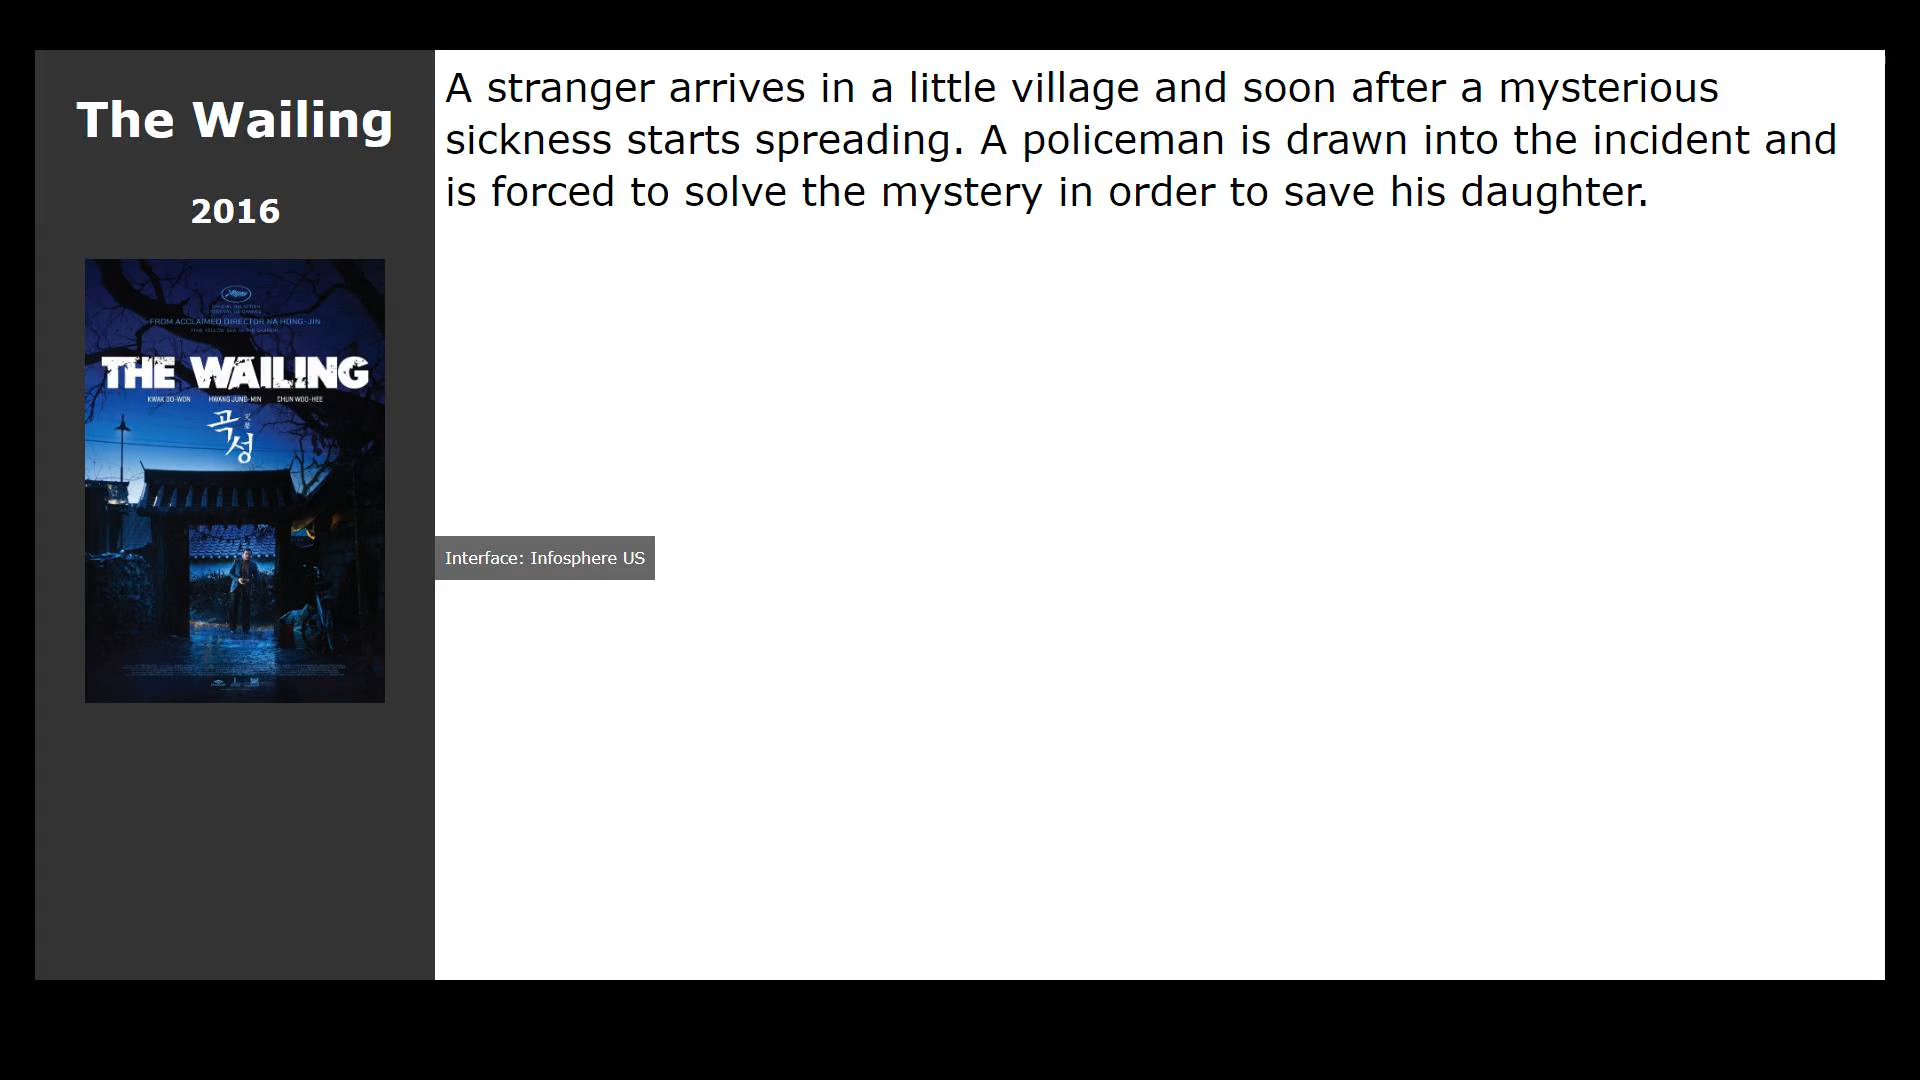 The Wailing
2016
FROM ACCLAIMED DIRECTOR NA HONG-JIN
THE WAILING
KWAK DO-WON HWANG JUNG-MIN CHUN WOO-HEE
곡성
A stranger arrives in a little village and soon after a mysterious
sickness starts spreading. A policeman is drawn into the incident and
is forced to solve the mystery in order to save his daughter.
Interface: Infosphere US